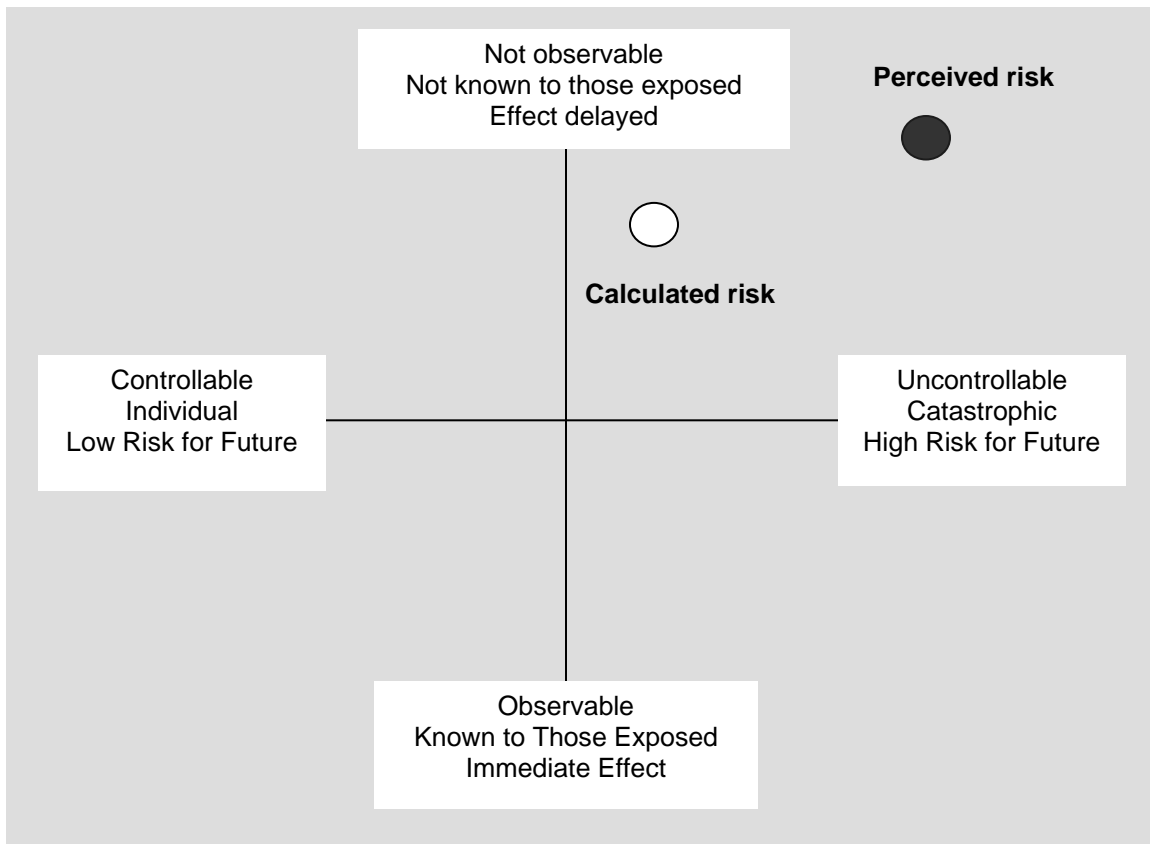 Not observable
Not known to those exposed
Effect delayed
Perceived risk
Calculated risk
Controllable
Individual
Low Risk for Future
Uncontrollable
Catastrophic
High Risk for Future
Observable
Known to Those Exposed
Immediate Effect